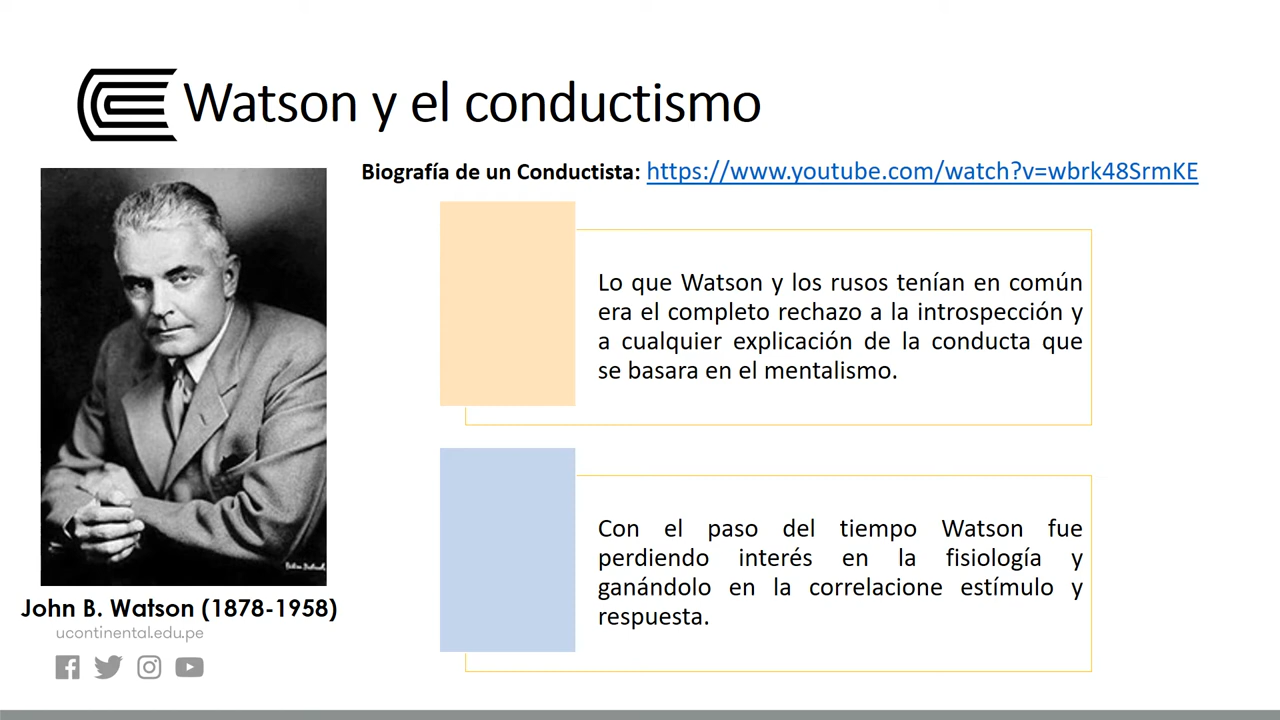 Watson y el conductismo
Biografía de un Conductista: https://www.youtube.com/watch?v=wbrk48SrmKE
Lo que Watson y los rusos tenían en común
era el completo rechazo a la introspección y
a cualquier explicación de la conducta que
se basara en el mentalismo.
Con el paso del tiempo Watson fue
perdiendo interés en la fisiología y
ganándolo en la correlacione estímulo y
respuesta.
John B. Watson (1878-1958)
ucontinental.edu.pe